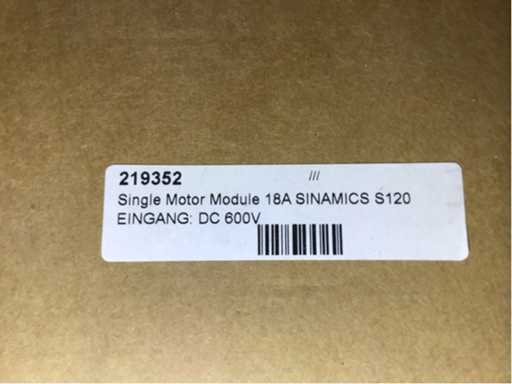 219352 ///
Single Motor Module 18A SINAMICS S120
EINGANG: DC 600V